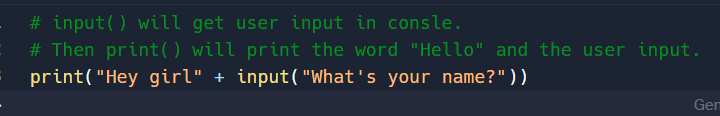 # input() will get user input in consle.
# Then print() will print the word "Hello" and the user input.
print("Hey girl" + input("What's your name?"))
Gen